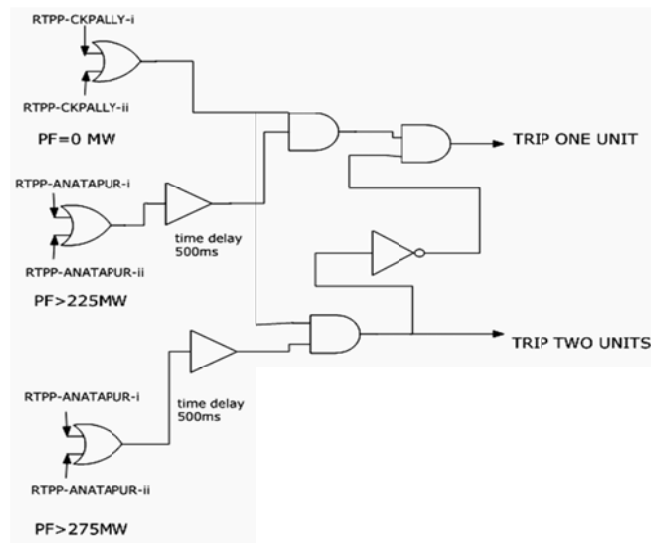 RTPP-CKPALLY-i
RTPP-CKPALLY-ii
PF=0 MW
TRIP ONE UNIT
RTPP-ANATAPUR-i
time delay
500ms
RTPP-ANATAPUR-ii
PF>225MW
TRIP TWO UNITS
RTPP-ANATAPUR-i
time delay
500ms
RTPP-ANATAPUR-ii
PF>275MW